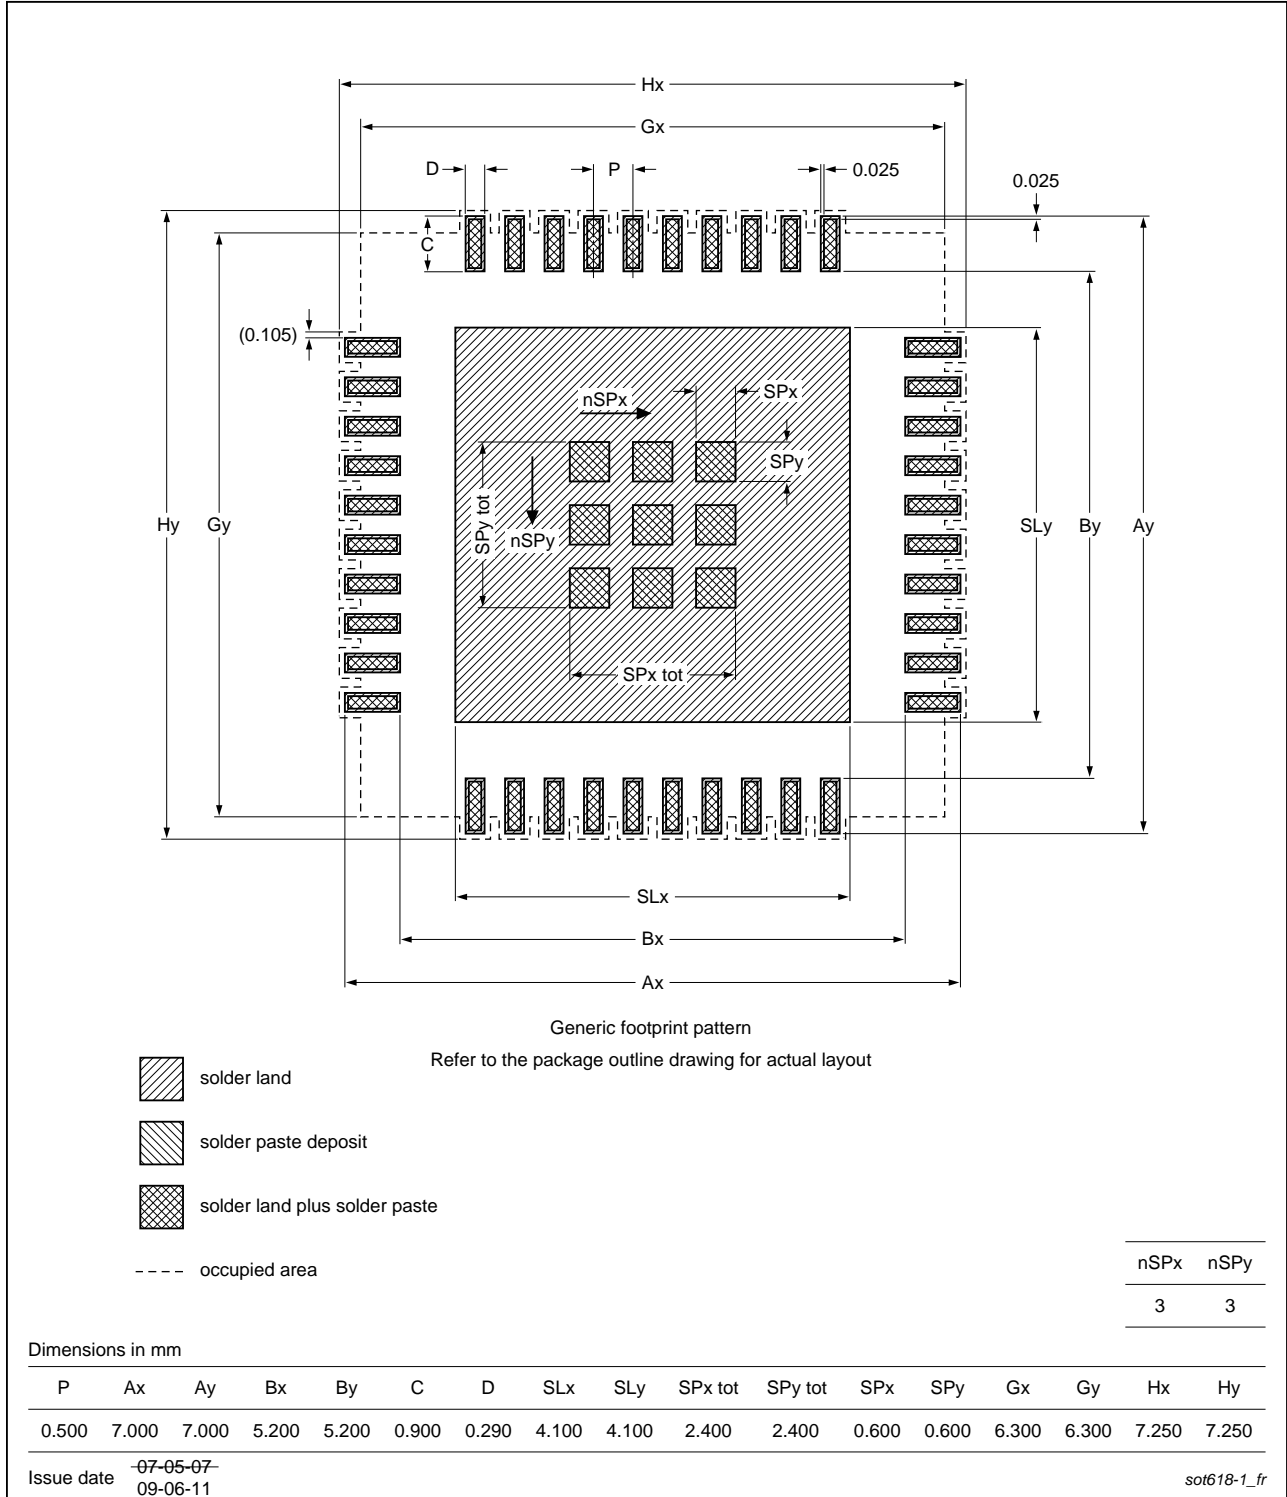 Hx
Gx
D
P
0.025
0.025
C
(0.105)
nSPx
SPx
SPy
SPy tot
nSPy
Hy
Gy
SLy
By
Ay
SPx tot
SLx
Bx
Ax
Generic footprint pattern
Refer to the package outline drawing for actual layout
solder land
solder paste deposit
solder land plus solder paste
occupied area
nSPx nSPy
3 3
Dimensions in mm
P Ax Ay Bx By C D SLx SLy SPx tot SPy tot SPx SPy Gx Gy Hx Hy
0.500 7.000 7.000 5.200 5.200 0.900 0.290 4.100 4.100 2.400 2.400 0.600 0.600 6.300 6.300 7.250 7.250
Issue date 07-05-07
09-06-11
sot618-1_fr